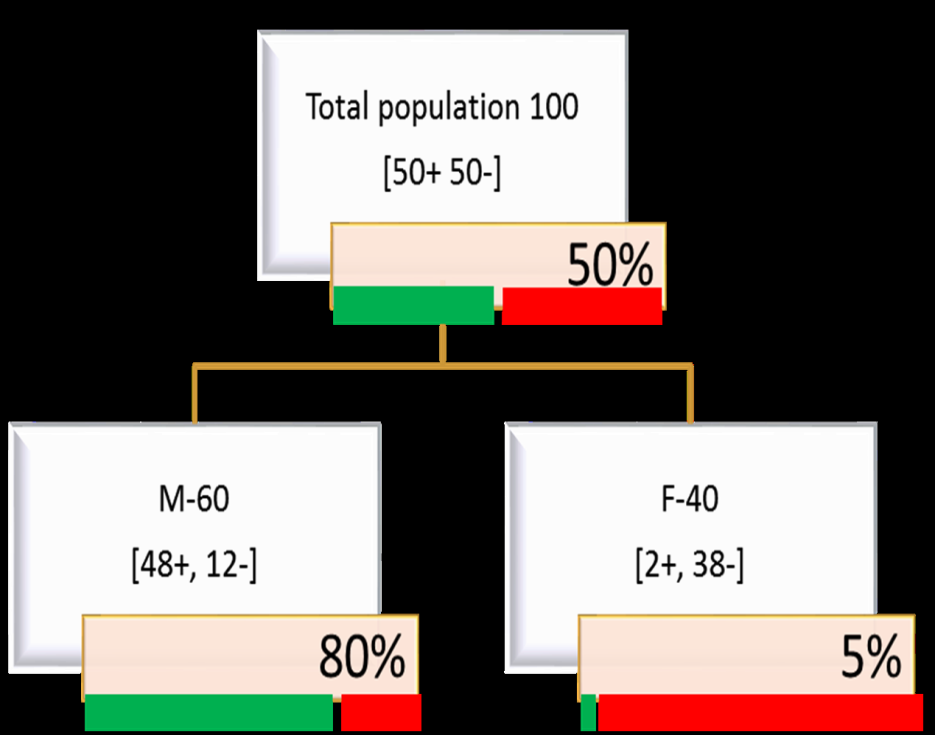 Total population 100
[50+ 50-]
50%
M-60
[48+, 12-]
80%
F-40
[2+, 38-]
5%